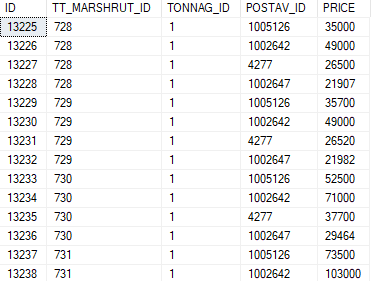 ID TT_MARSHRUT_ID TONNAG_ID POSTAV_ID PRICE
13225 728 1 1005126 35000
13226 728 1 1002642 49000
13227 728 1 4277 26500
13228 728 1 1002647 21907
13229 729 1 1005126 35700
13230 729 1 1002642 49000
13231 729 1 4277 26520
13232 729 1 1002647 21982
13233 730 1 1005126 52500
13234 730 1 1002642 71000
13235 730 1 4277 37700
13236 730 1 1002647 29464
13237 731 1 1005126 73500
13238 731 1 1002642 103000